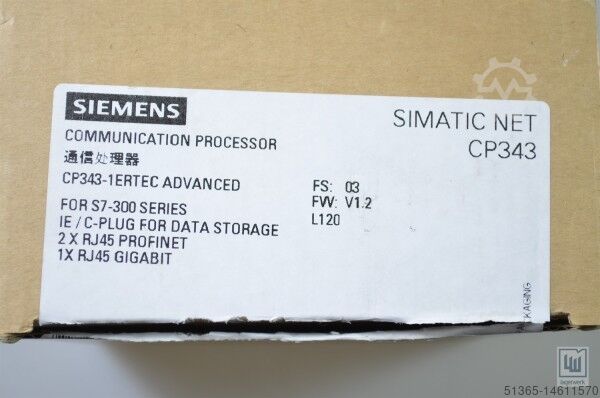 SIEMENS
SIMATIC NET
CP343
COMMUNICATION PROCESSOR
通信处理器
CP343-1ERTEC ADVANCED
FS: 03
FW: V1.2
L120
FOR S7-300 SERIES
IE / C-PLUG FOR DATA STORAGE
2 X RJ45 PROFINET
1X RJ45 GIGABIT
lagerwerk
51365-14611570